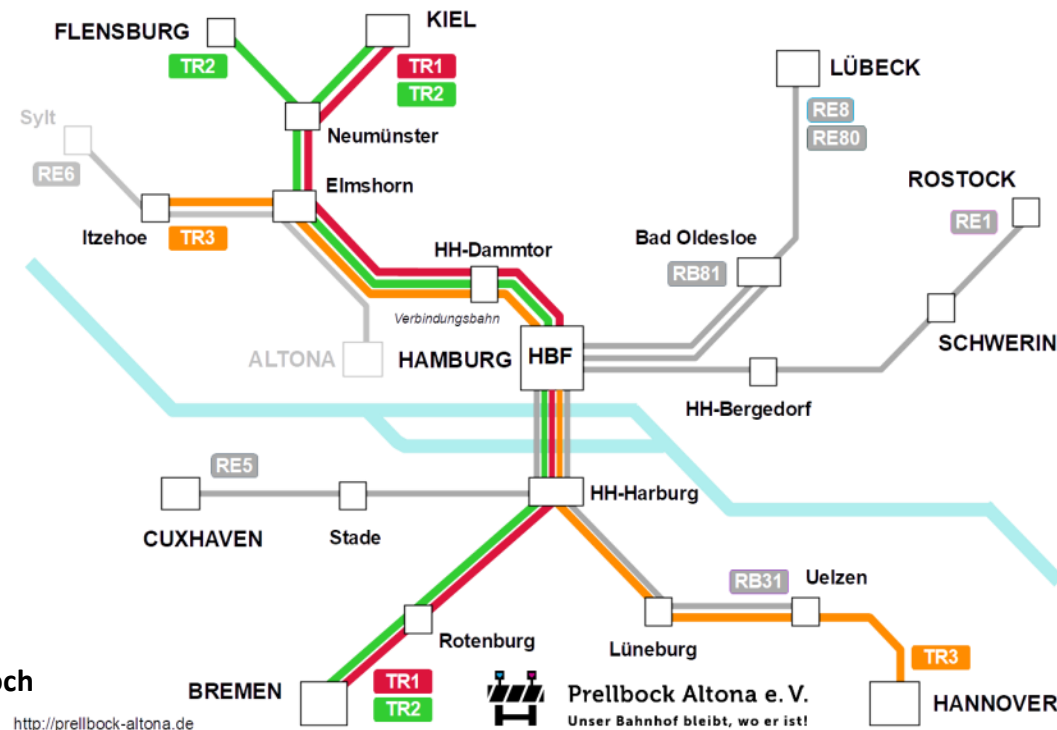 FLENSBURG
KIEL
TR2
TR1
TR2
LÜBECK
RE8
RE80
Sylt
RE6
Neumünster
Elmshorn
ROSTOCK
RE1
Itzehoe
TR3
HH-Dammtor
Bad Oldesloe
RB81
Verbindungsbahn
ALTONA
HAMBURG
HBF
SCHWERIN
HH-Bergedorf
RE5
HH-Harburg
CUXHAVEN
Stade
RB31
Uelzen
Rotenburg
Lüneburg
TR3
BREMEN
TR1
TR2
Prellbock Altona e. V.
Unser Bahnhof bleibt, wo er ist!
HANNOVER
och
http://prellbock-altona.de